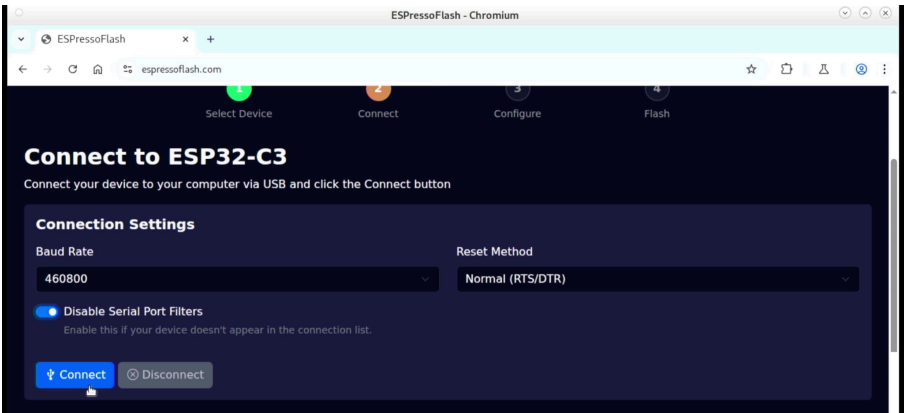 ESPressoFlash - Chromium
ESPressoFlash
espressoflash.com
1 2 3 4
Select Device Connect Configure Flash
Connect to ESP32-C3
Connect your device to your computer via USB and click the Connect button
Connection Settings
Baud Rate Reset Method
460800 Normal (RTS/DTR)
Disable Serial Port Filters
Enable this if your device doesn't appear in the connection list.
Connect Disconnect